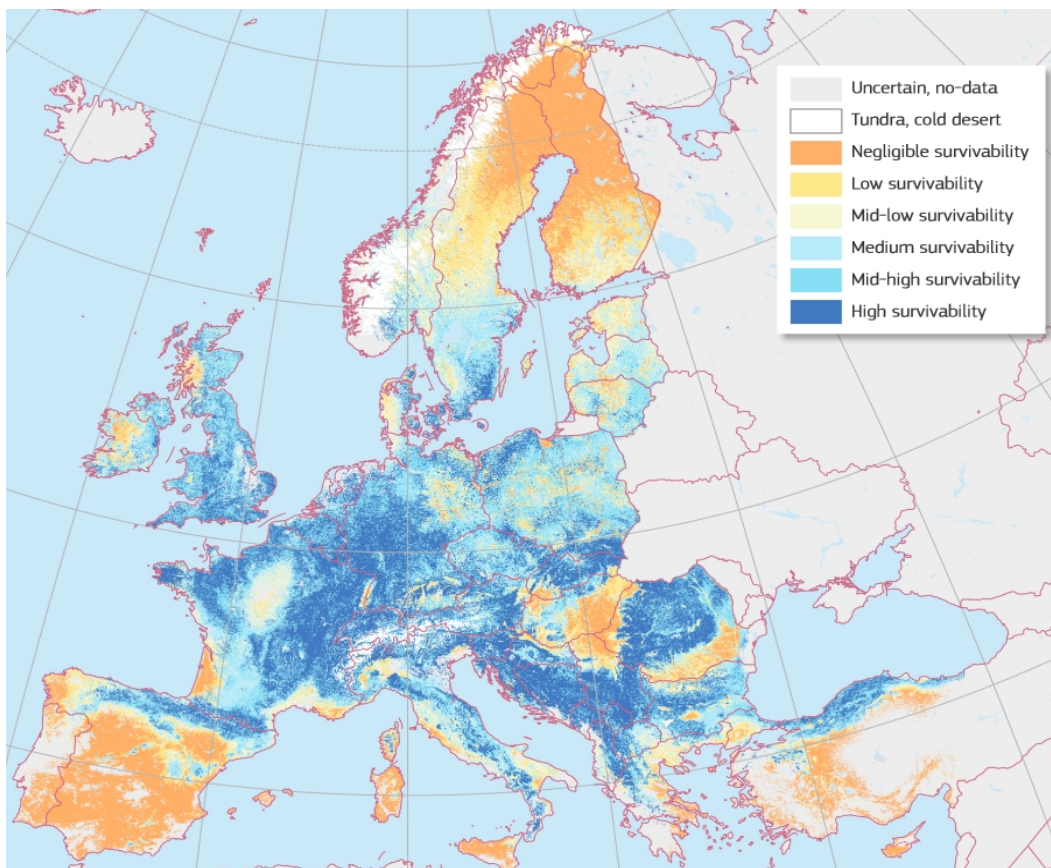 Uncertain, no-data
Tundra, cold desert
Negligible survivability
Low survivability
Mid-low survivability
Medium survivability
Mid-high survivability
High survivability